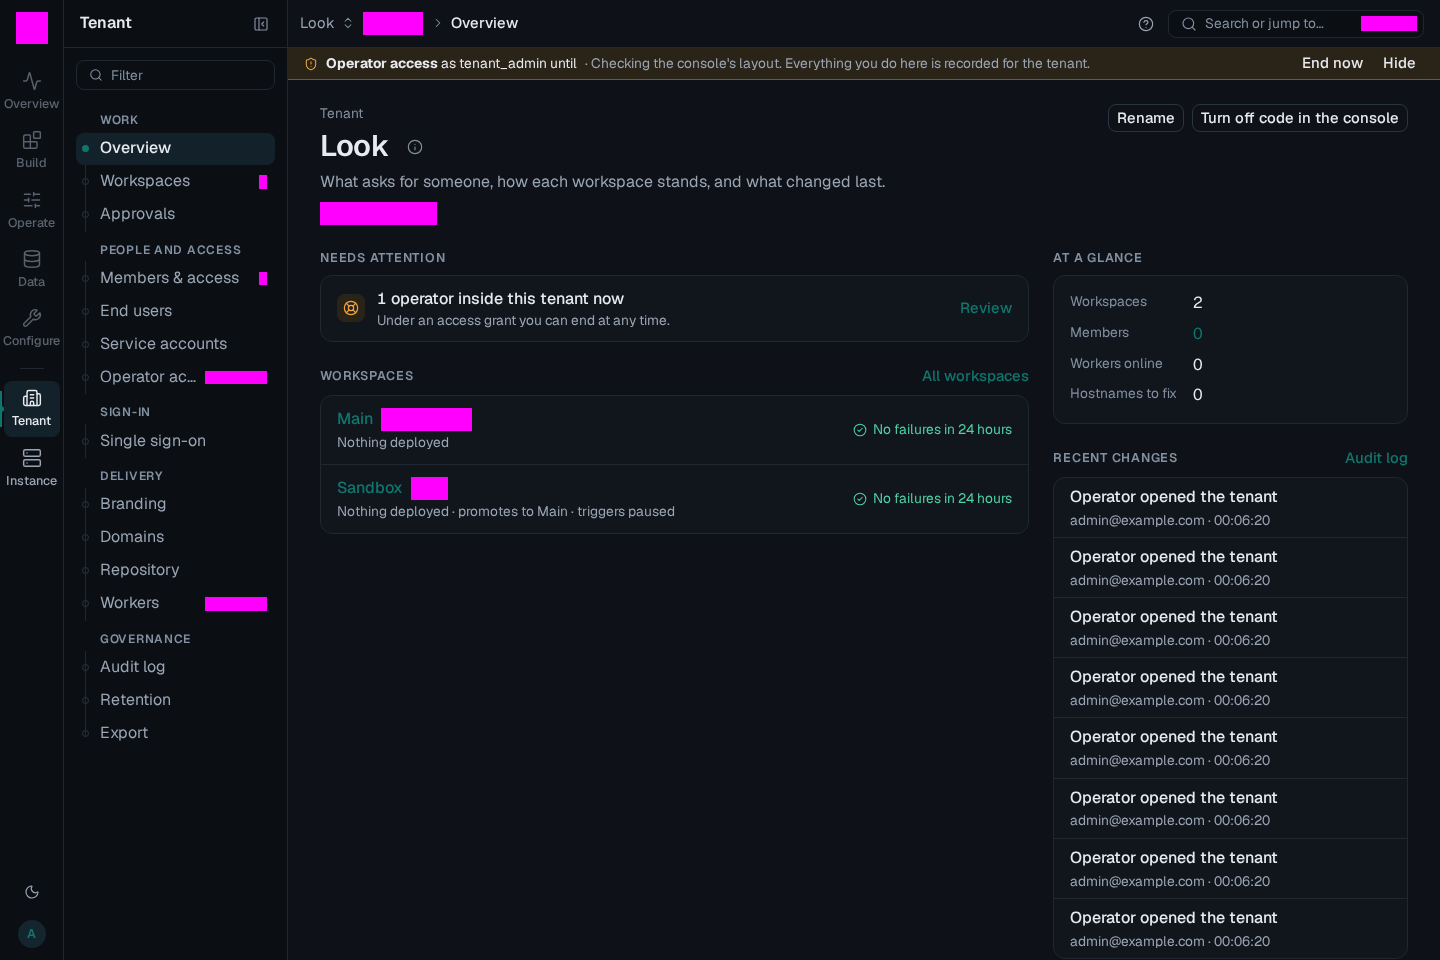 Overview
Build
Operate
Data
Configure
Tenant
Instance
A
Tenant
Filter
WORK
Overview
Workspaces
Approvals
PEOPLE AND ACCESS
Members & access
End users
Service accounts
Operator ac...
SIGN-IN
Single sign-on
DELIVERY
Branding
Domains
Repository
Workers
GOVERNANCE
Audit log
Retention
Export
Look
Overview
Search or jump to...
Operator access as tenant_admin until · Checking the console's layout. Everything you do here is recorded for the tenant.
End now
Hide
Tenant
Look
What asks for someone, how each workspace stands, and what changed last.
Rename
Turn off code in the console
NEEDS ATTENTION
1 operator inside this tenant now
Under an access grant you can end at any time.
Review
WORKSPACES
All workspaces
Main
Nothing deployed
No failures in 24 hours
Sandbox
Nothing deployed · promotes to Main · triggers paused
No failures in 24 hours
AT A GLANCE
Workspaces 2
Members 0
Workers online 0
Hostnames to fix 0
RECENT CHANGES
Audit log
Operator opened the tenant
admin@example.com · 00:06:20
Operator opened the tenant
admin@example.com · 00:06:20
Operator opened the tenant
admin@example.com · 00:06:20
Operator opened the tenant
admin@example.com · 00:06:20
Operator opened the tenant
admin@example.com · 00:06:20
Operator opened the tenant
admin@example.com · 00:06:20
Operator opened the tenant
admin@example.com · 00:06:20
Operator opened the tenant
admin@example.com · 00:06:20